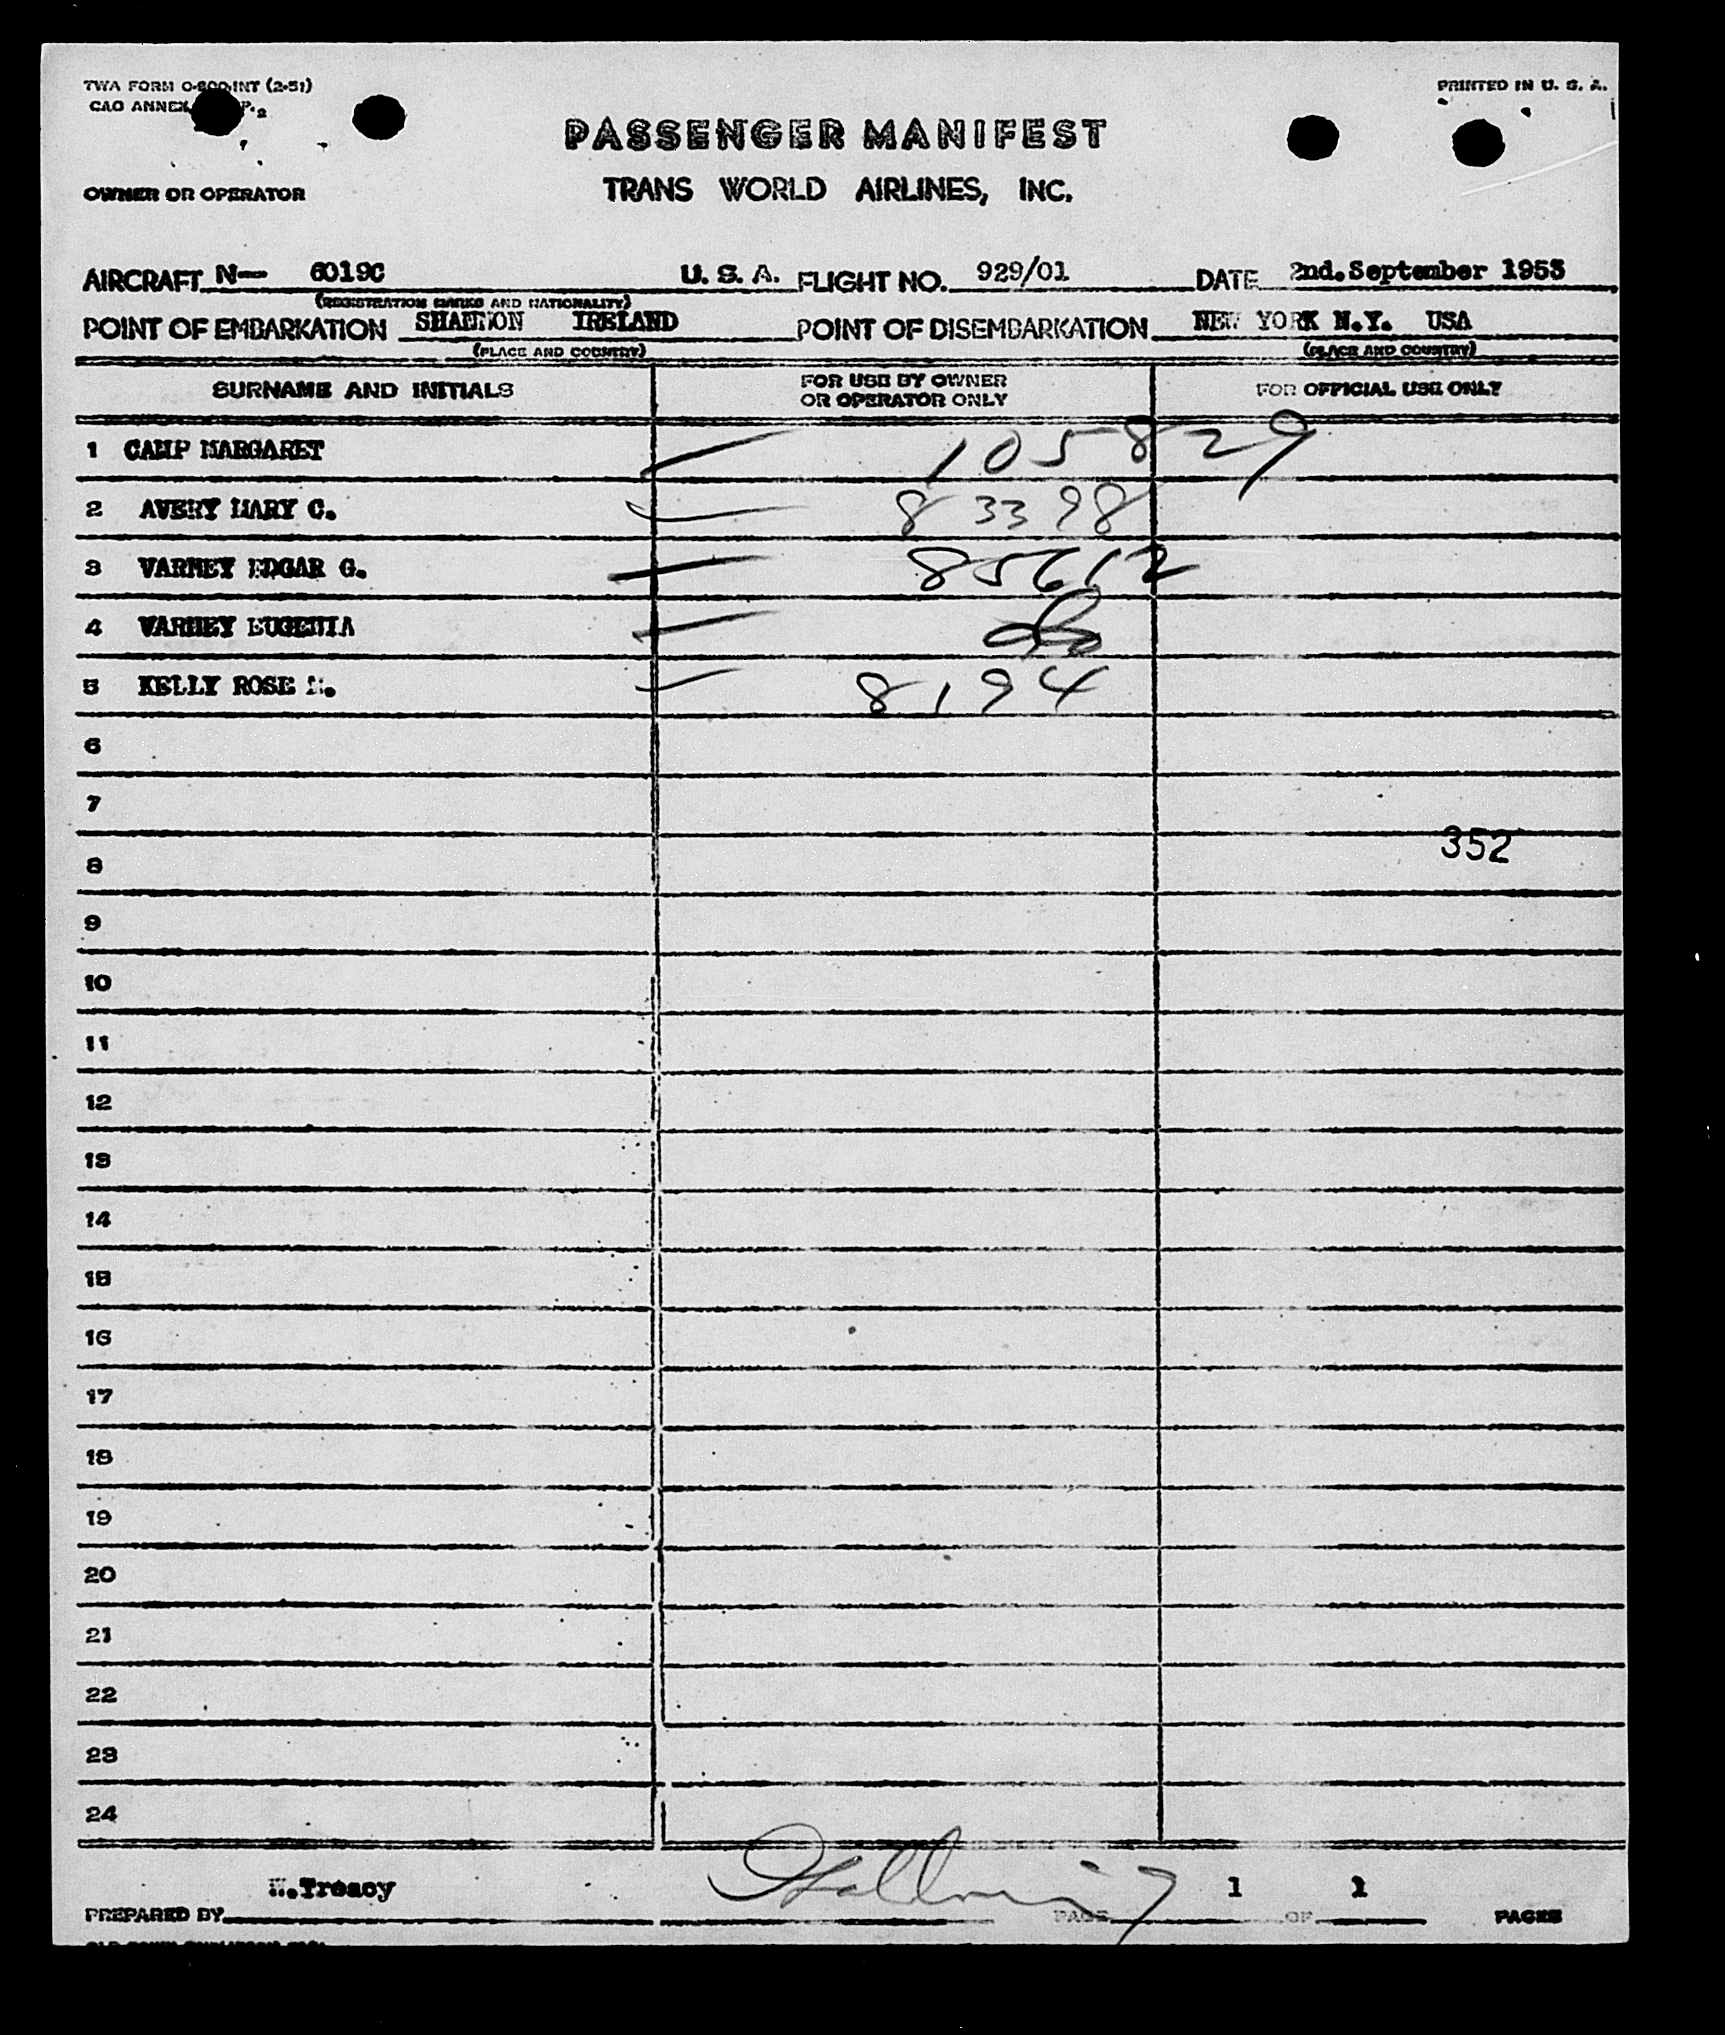 TWA FORM O-600-INT (2-51)
PRINTED IN U. S. A.
CAO ANNEX
PASSENGER MANIFEST
OWNER OR OPERATOR
TRANS WORLD AIRLINES, INC.
AIRCRAFT N- 6019C U. S. A. FLIGHT NO. 929/01 DATE 2nd. September 1953
(REGISTRATION MARKS AND NATIONALITY)
POINT OF EMBARKATION SHANNON IRELAND POINT OF DISEMBARKATION NEW YORK N.Y. USA
(PLACE AND COUNTRY) (PLACE AND COUNTRY)
SURNAME AND INITIALS
FOR USE BY OWNER
OR OPERATOR ONLY
FOR OFFICIAL USE ONLY
1 CAMP MARGARET 105829
2 AVERY MARY C. 83398
3 VARNEY EDGAR G. 85612
4 VARNEY EUGENIA do
5 KELLY ROSE M. 8194
6
7
352
8
9
10
11
12
13
14
15
16
17
18
19
20
21
22
23
24
PREPARED BY Treacy PAGE 1 OF 1 PAGES